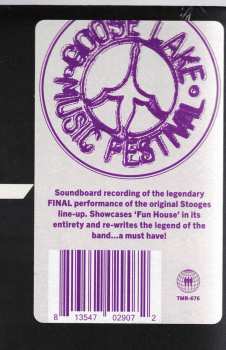 GOOSE LAKE
MUSIC FESTIVAL
Soundboard recording of the legendary
FINAL performance of the original Stooges
line-up. Showcases 'Fun House' in its
entirety and re-writes the legend of the
band...a must have!
8 13547 02907 2
TMR-676